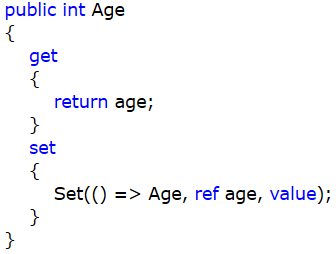 public int Age
{
    get
    {
        return age;
    }
    set
    {
        Set(() => Age, ref age, value);
    }
}